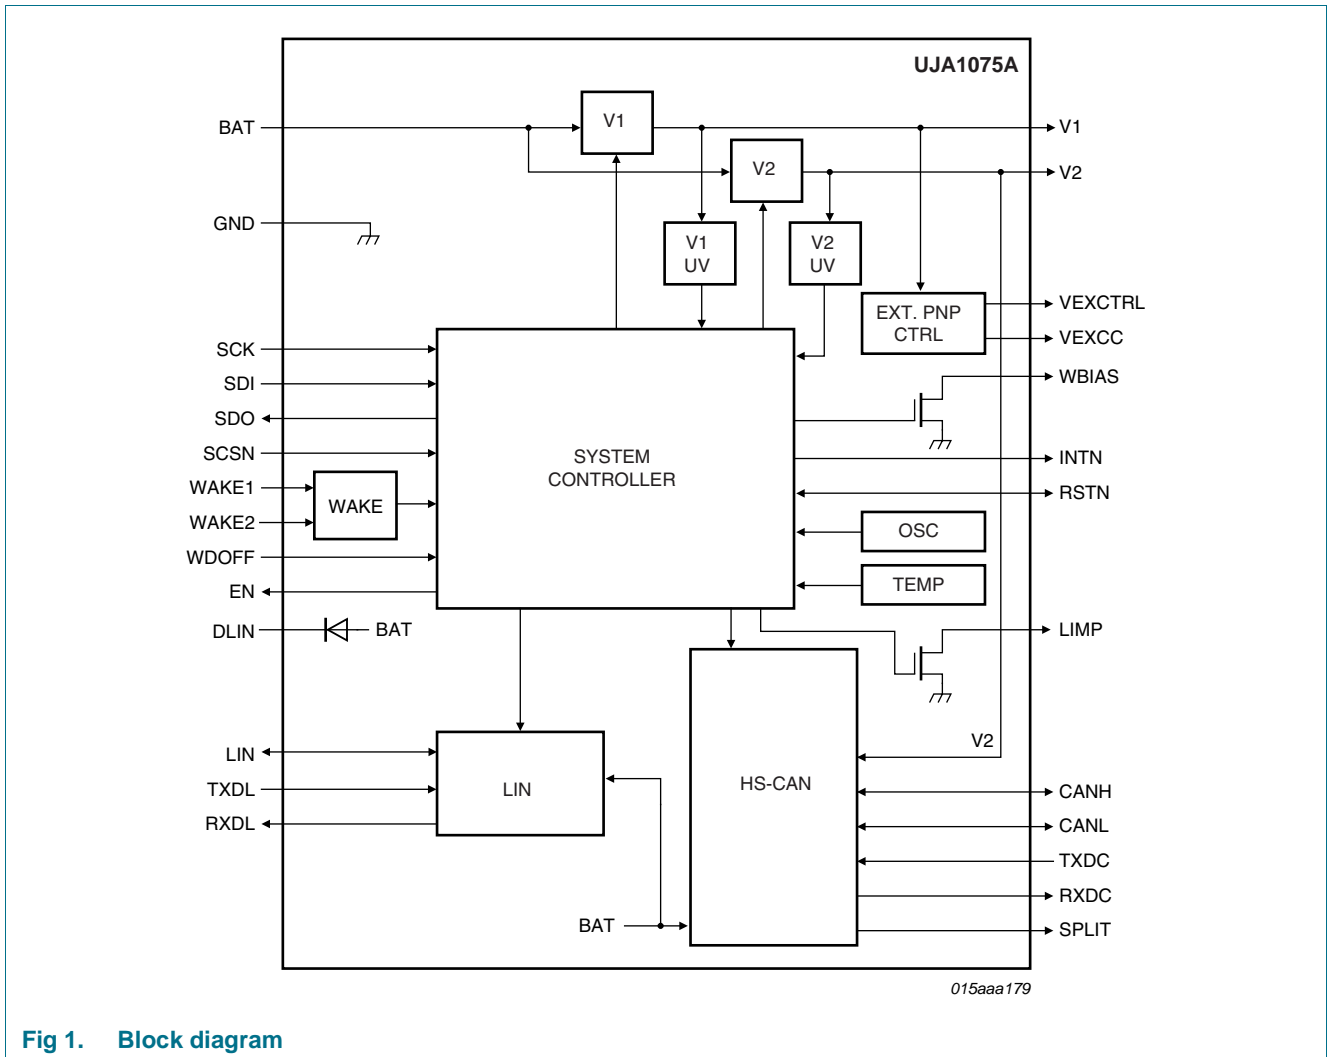 UJA1075A
BAT
V1
V1
V2
V2
GND
V1
UV
V2
UV
EXT. PNP
CTRL
VEXCTRL
VEXCC
SCK
WBIAS
SDI
SDO
SCSN
SYSTEM
CONTROLLER
INTN
WAKE1
WAKE
RSTN
WAKE2
OSC
WDOFF
TEMP
EN
DLIN
BAT
LIMP
V2
LIN
TXDL
LIN
HS-CAN
CANH
RXDL
CANL
TXDC
RXDC
BAT
SPLIT
015aaa179
Fig 1. Block diagram